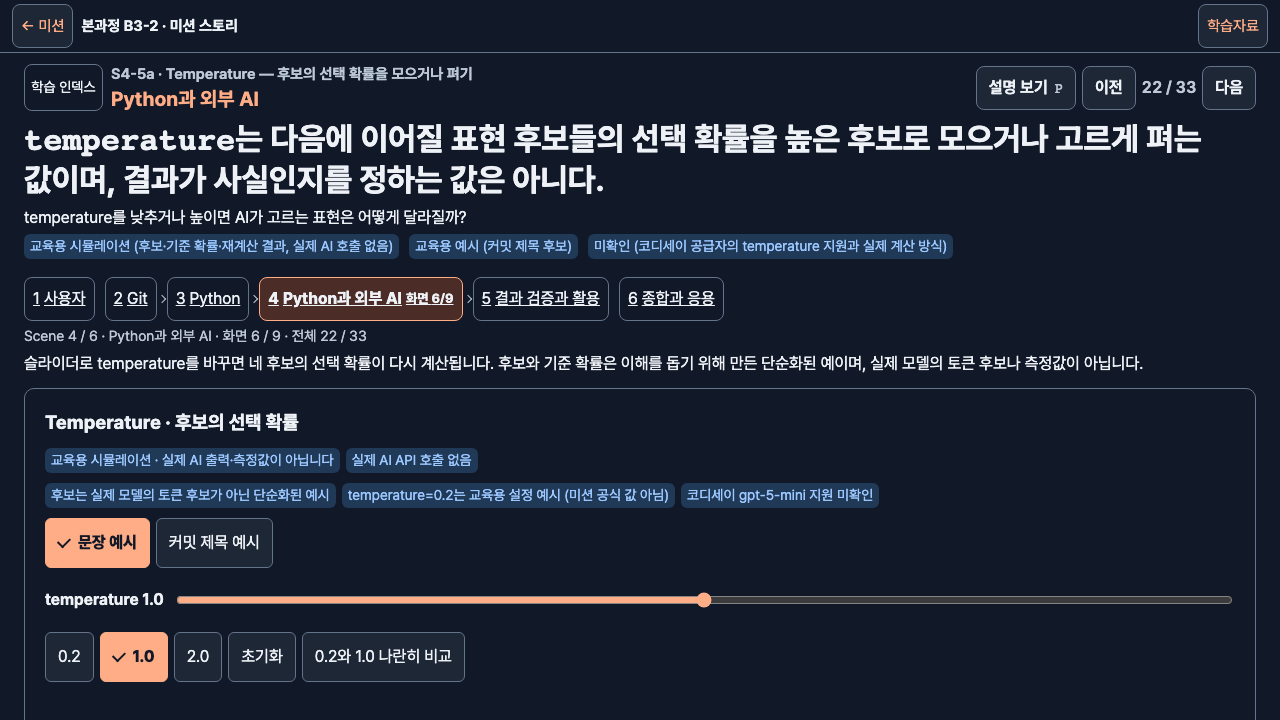 ← 미션 본과정 B3-2 · 미션 스토리 학습자료
학습 인덱스
S4-5a · Temperature — 후보의 선택 확률을 모으거나 펴기
Python과 외부 AI
설명 보기 P 이전 22 / 33 다음
temperature는 다음에 이어질 표현 후보들의 선택 확률을 높은 후보로 모으거나 고르게 펴는
값이며, 결과가 사실인지를 정하는 값은 아니다.
temperature를 낮추거나 높이면 AI가 고르는 표현은 어떻게 달라질까?
교육용 시뮬레이션 (후보·기준 확률·재계산 결과, 실제 AI 호출 없음) 교육용 예시 (커밋 제목 후보) 미확인 (코디세이 공급자의 temperature 지원과 실제 계산 방식)
1 사용자 2 Git › 3 Python › 4 Python과 외부 AI 화면 6/9 › 5 결과 검증과 활용 6 종합과 응용
Scene 4 / 6 · Python과 외부 AI · 화면 6 / 9 · 전체 22 / 33
슬라이더로 temperature를 바꾸면 네 후보의 선택 확률이 다시 계산됩니다. 후보와 기준 확률은 이해를 돕기 위해 만든 단순화된 예이며, 실제 모델의 토큰 후보나 측정값이 아닙니다.
Temperature · 후보의 선택 확률
교육용 시뮬레이션 · 실제 AI 출력·측정값이 아닙니다 실제 AI API 호출 없음
후보는 실제 모델의 토큰 후보가 아닌 단순화된 예시 temperature=0.2는 교육용 설정 예시 (미션 공식 값 아님) 코디세이 gpt-5-mini 지원 미확인
✓ 문장 예시 커밋 제목 예시
temperature 1.0
0.2 ✓ 1.0 2.0 초기화 0.2와 1.0 나란히 비교